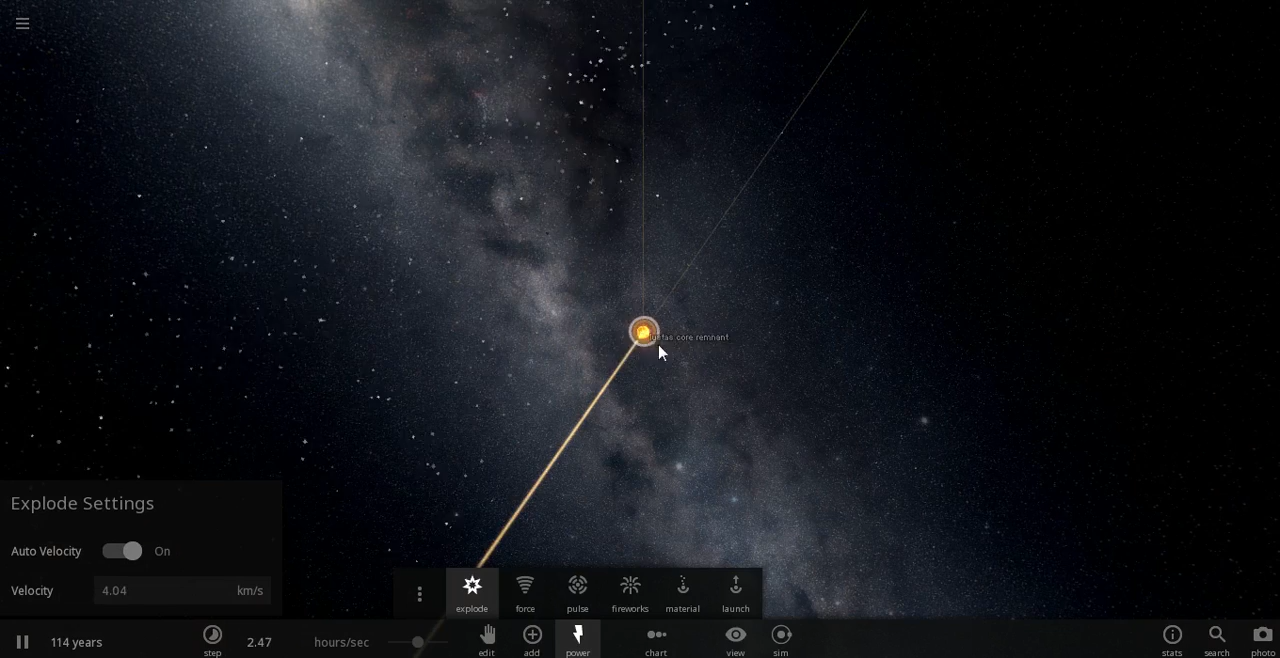 core remnant
Explode Settings
Auto Velocity On
Velocity 4.04 km/s
explode force pulse fireworks material launch
114 years 2.47 hours/sec
step edit add power chart view sim stats search photo